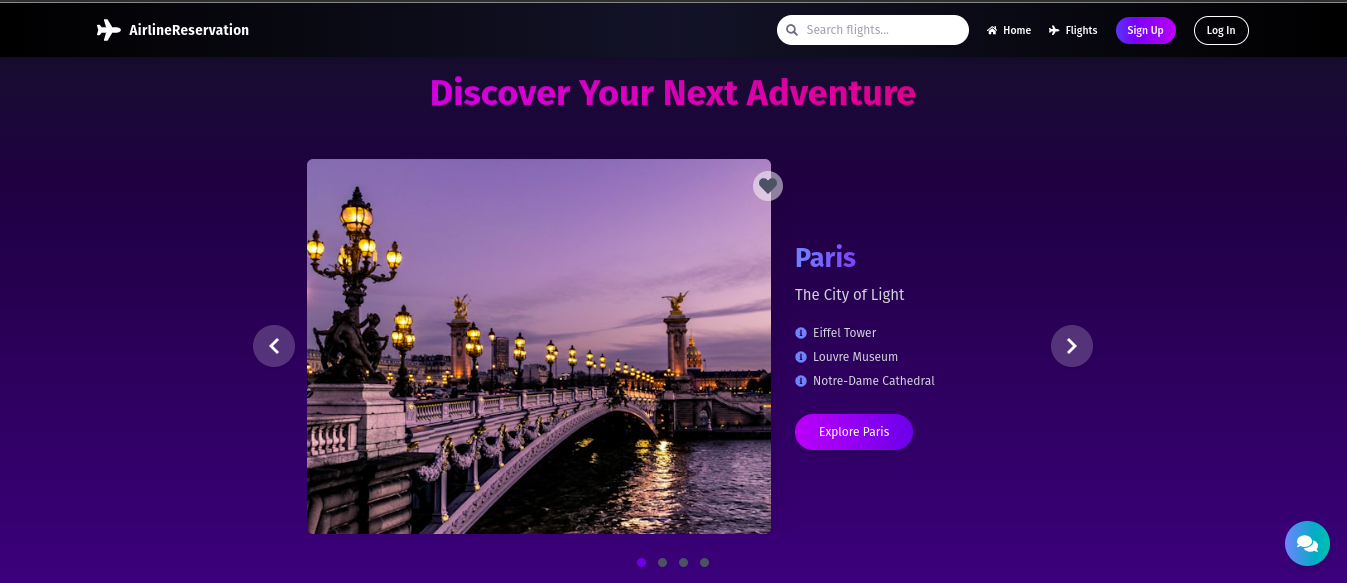 AirlineReservation
Search flights...
Home
Flights
Sign Up
Log In
Discover Your Next Adventure
Paris
The City of Light
Eiffel Tower
Louvre Museum
Notre-Dame Cathedral
Explore Paris